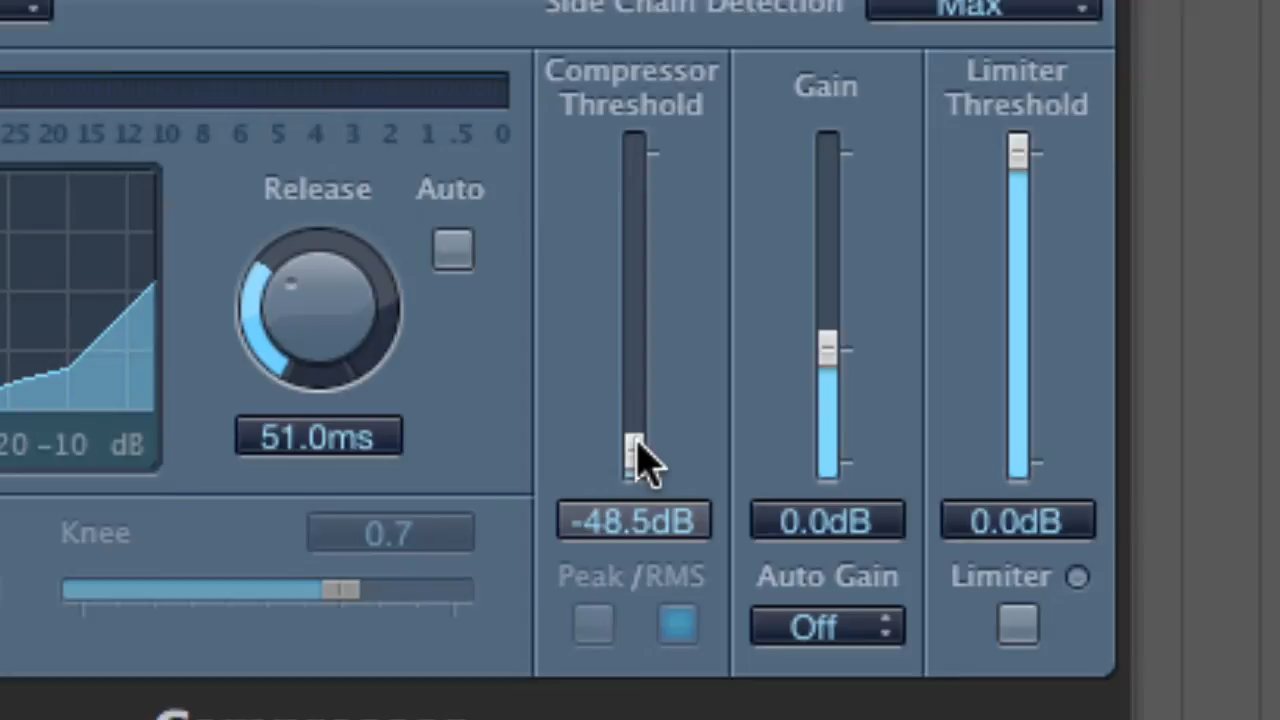 Side Chain Detection Max
Compressor Threshold
Gain
Limiter Threshold
25 20 15 12 10 8 6 5 4 3 2 1 .5 0
Release
Auto
51.0ms
20 -10 dB
Knee
0.7
-48.5dB
0.0dB
0.0dB
Peak /RMS
Auto Gain
Off
Limiter